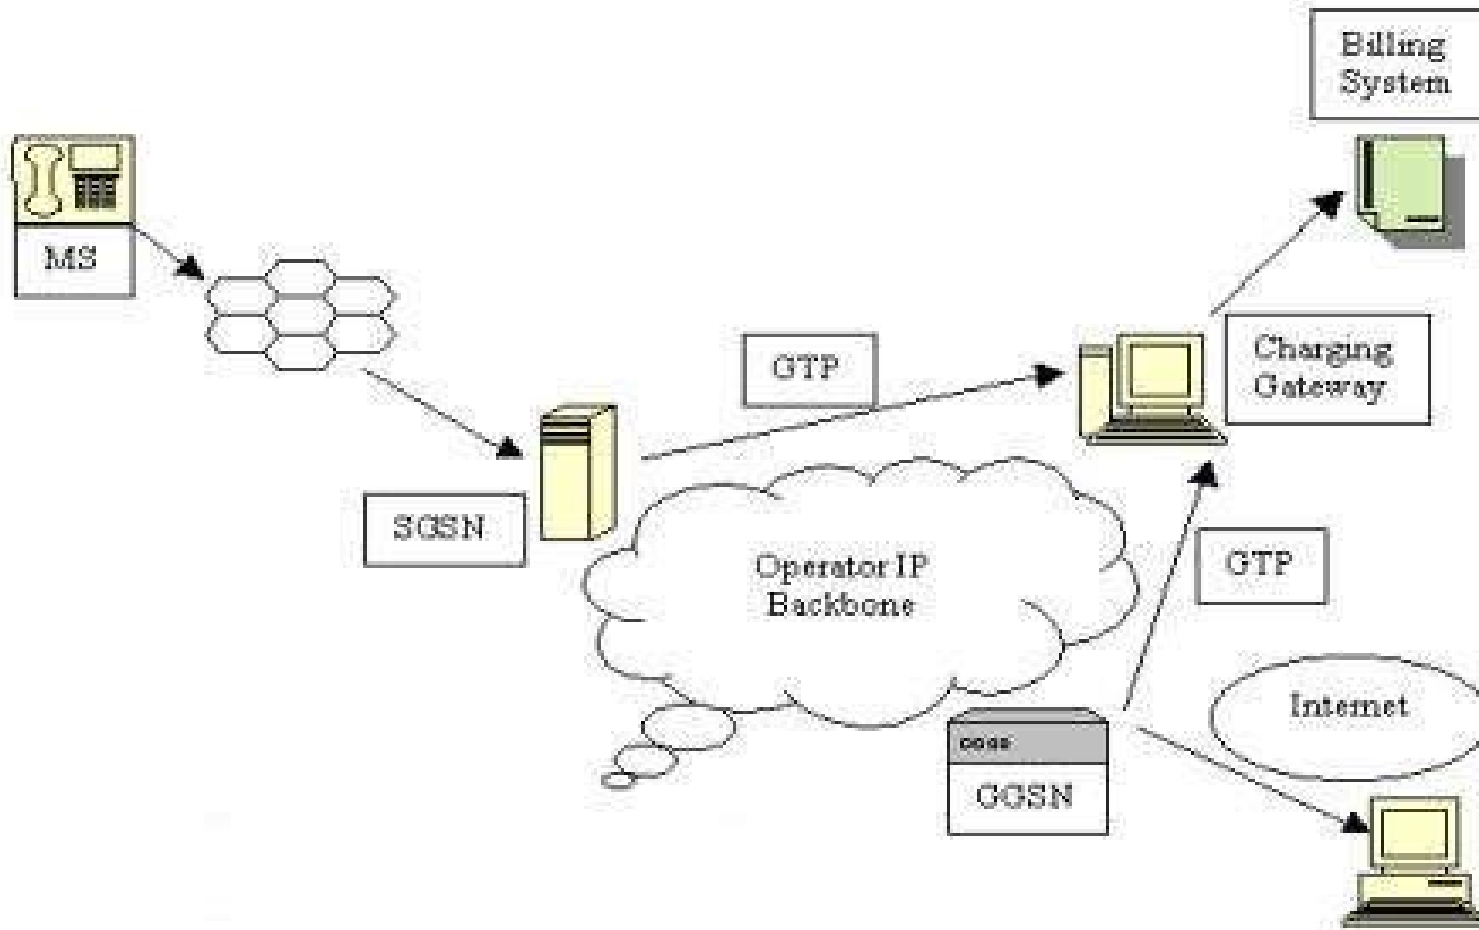 Billing
System
MS
GTP
Charging
Gateway
SGSN
Operator IP
Backbone
GTP
Internet
GGSN